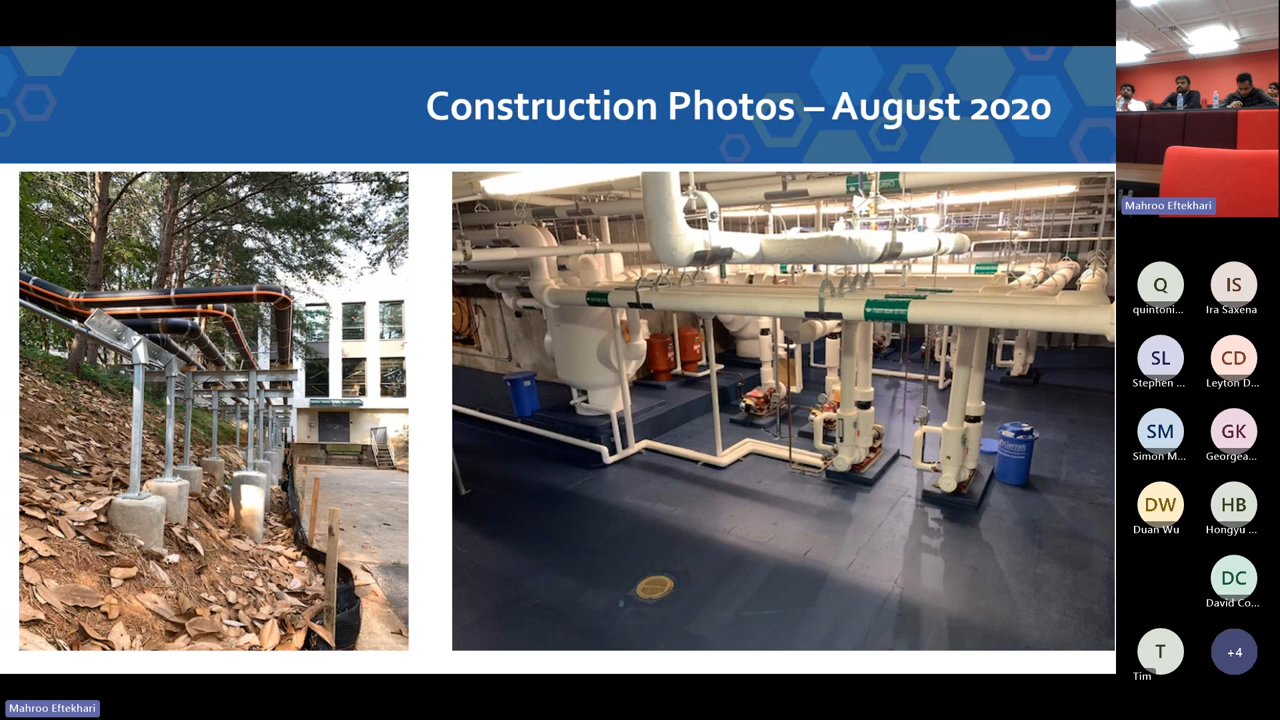 Construction Photos – August 2020
Mahroo Eftekhari
Q
quintoni...
IS
Ira Saxena
SL
Stephen ...
CD
Leyton D...
SM
Simon M...
GK
Georgea...
DW
Duan Wu
HB
Hongyu ...
DC
David Co...
T
Tim
+4
Mahroo Eftekhari